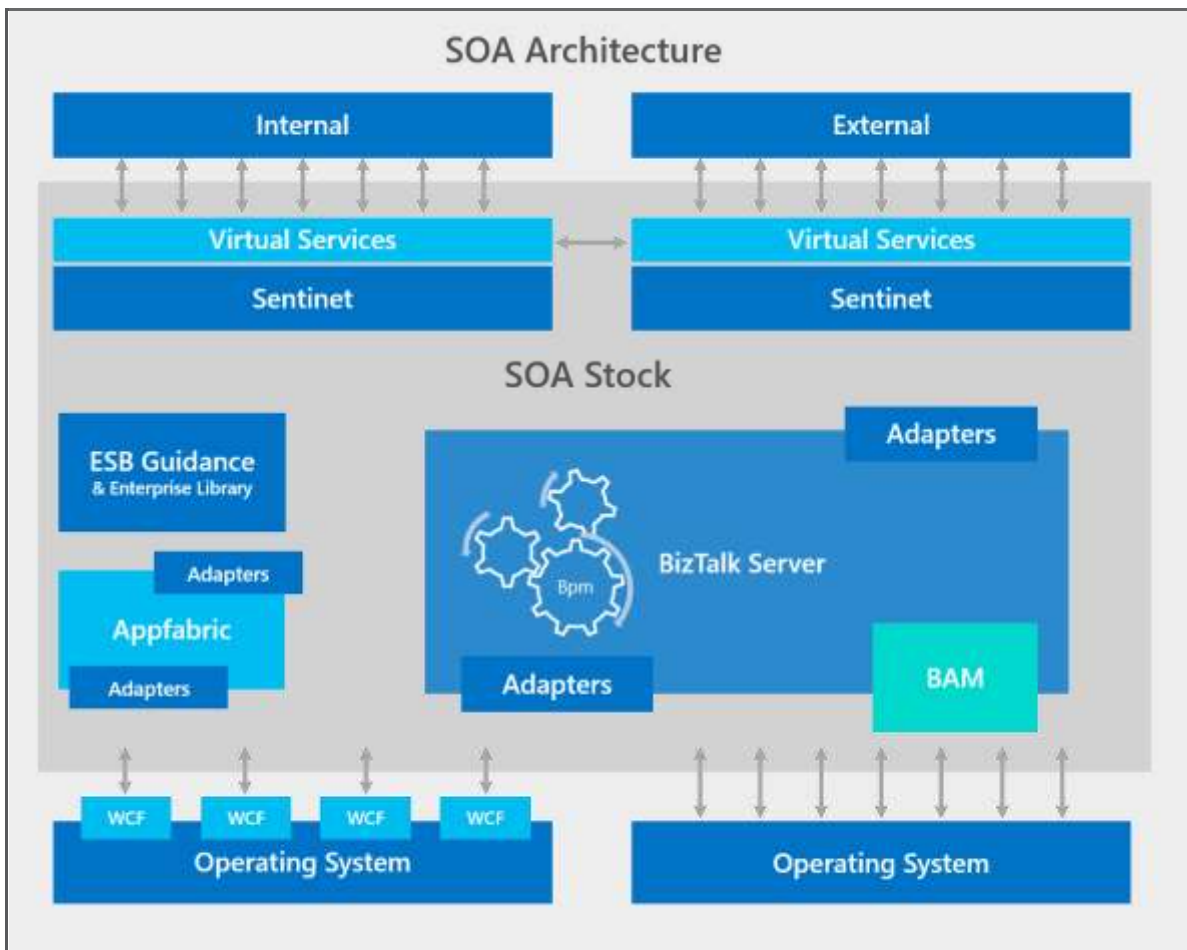 SOA Architecture
Internal
External
Virtual Services
Virtual Services
Sentinet
Sentinet
SOA Stock
ESB Guidance
& Enterprise Library
Adapters
Appfabric
Adapters
Adapters
Bpm
BizTalk Server
Adapters
BAM
WCF
WCF
WCF
WCF
Operating System
Operating System